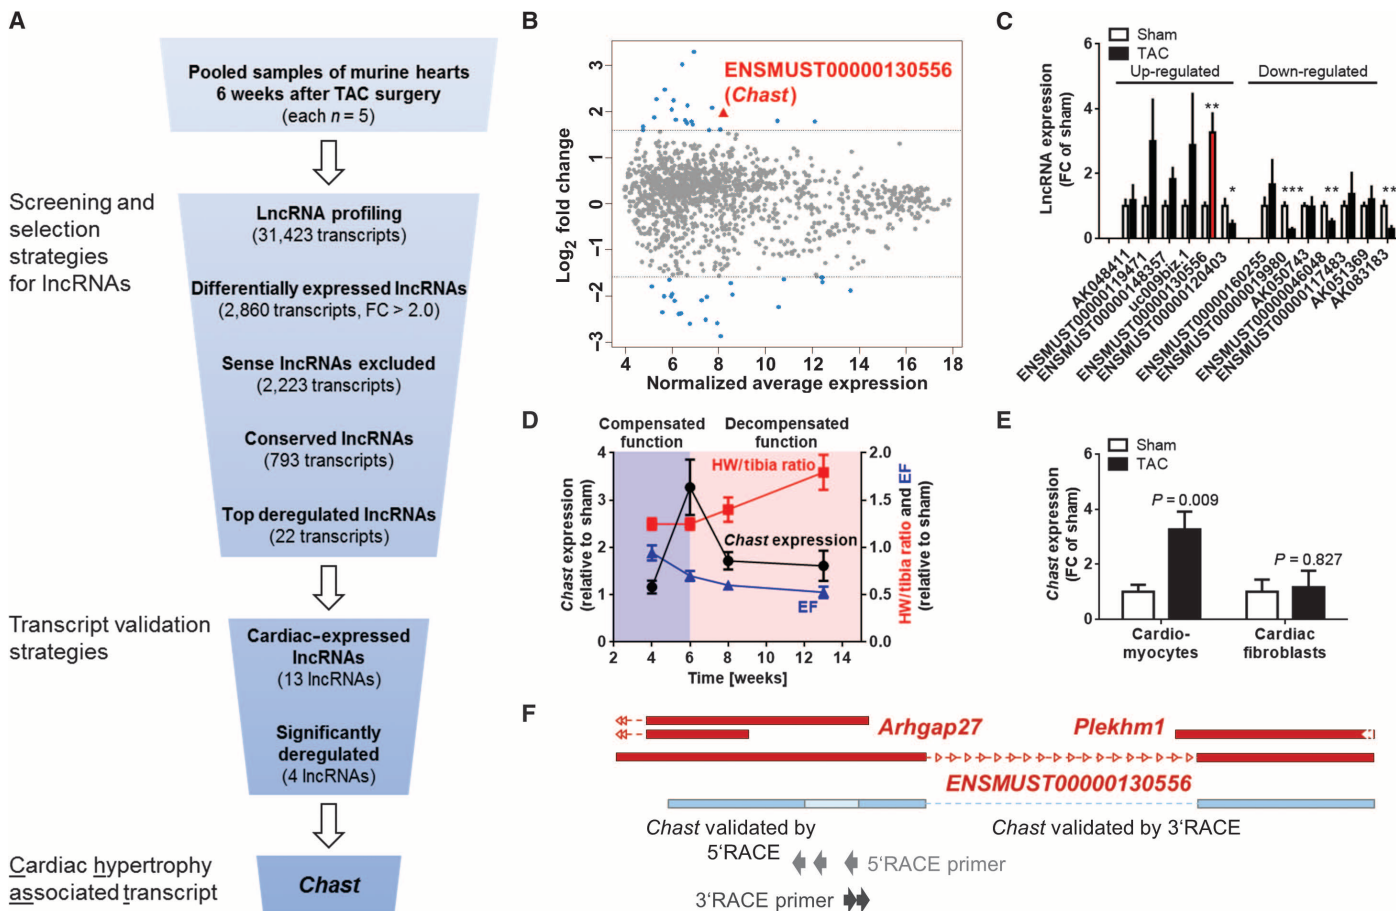 A
Pooled samples of murine hearts
6 weeks after TAC surgery
(each n = 5)
Screening and
selection
strategies
for lncRNAs
LncRNA profiling
(31,423 transcripts)
Differentially expressed lncRNAs
(2,860 transcripts, FC > 2.0)
Sense lncRNAs excluded
(2,223 transcripts)
Conserved lncRNAs
(793 transcripts)
Top deregulated lncRNAs
(22 transcripts)
Transcript validation
strategies
Cardiac-expressed
lncRNAs
(13 lncRNAs)
Significantly
deregulated
(4 lncRNAs)
Cardiac hypertrophy
associated transcript
Chast
B
ENSMUST00000130556
(Chast)
Log2 fold change
3
2
1
0
−1
−2
−3
4 6 8 10 12 14 16 18
Normalized average expression
C
Sham
TAC
Up-regulated
Down-regulated
LncRNA expression
(FC of sham)
6
4
2
0
**
*
***
**
**
AK048411
ENSMUST00000119471
ENSMUST00000148357
uc009biz.1
ENSMUST00000130556
ENSMUST00000120403
ENSMUST00000160255
ENSMUST00000019980
AK050743
ENSMUST00000046048
ENSMUST00000117483
AK051369
AK083183
D
Compensated
function
Decompensated
function
HW/tibia ratio
Chast expression
EF
Chast expression
(relative to sham)
4
3
2
1
0
2.0
1.5
1.0
0.5
0.0
HW/tibia ratio and EF
(relative to sham)
2 4 6 8 10 12 14
Time [weeks]
E
Sham
TAC
Chast expression
(FC of sham)
6
4
2
0
P = 0.009
P = 0.827
Cardio-
myocytes
Cardiac
fibroblasts
F
Arhgap27
Plekhm1
ENSMUST00000130556
Chast validated by
5‘RACE
Chast validated by 3‘RACE
5‘RACE primer
3‘RACE primer